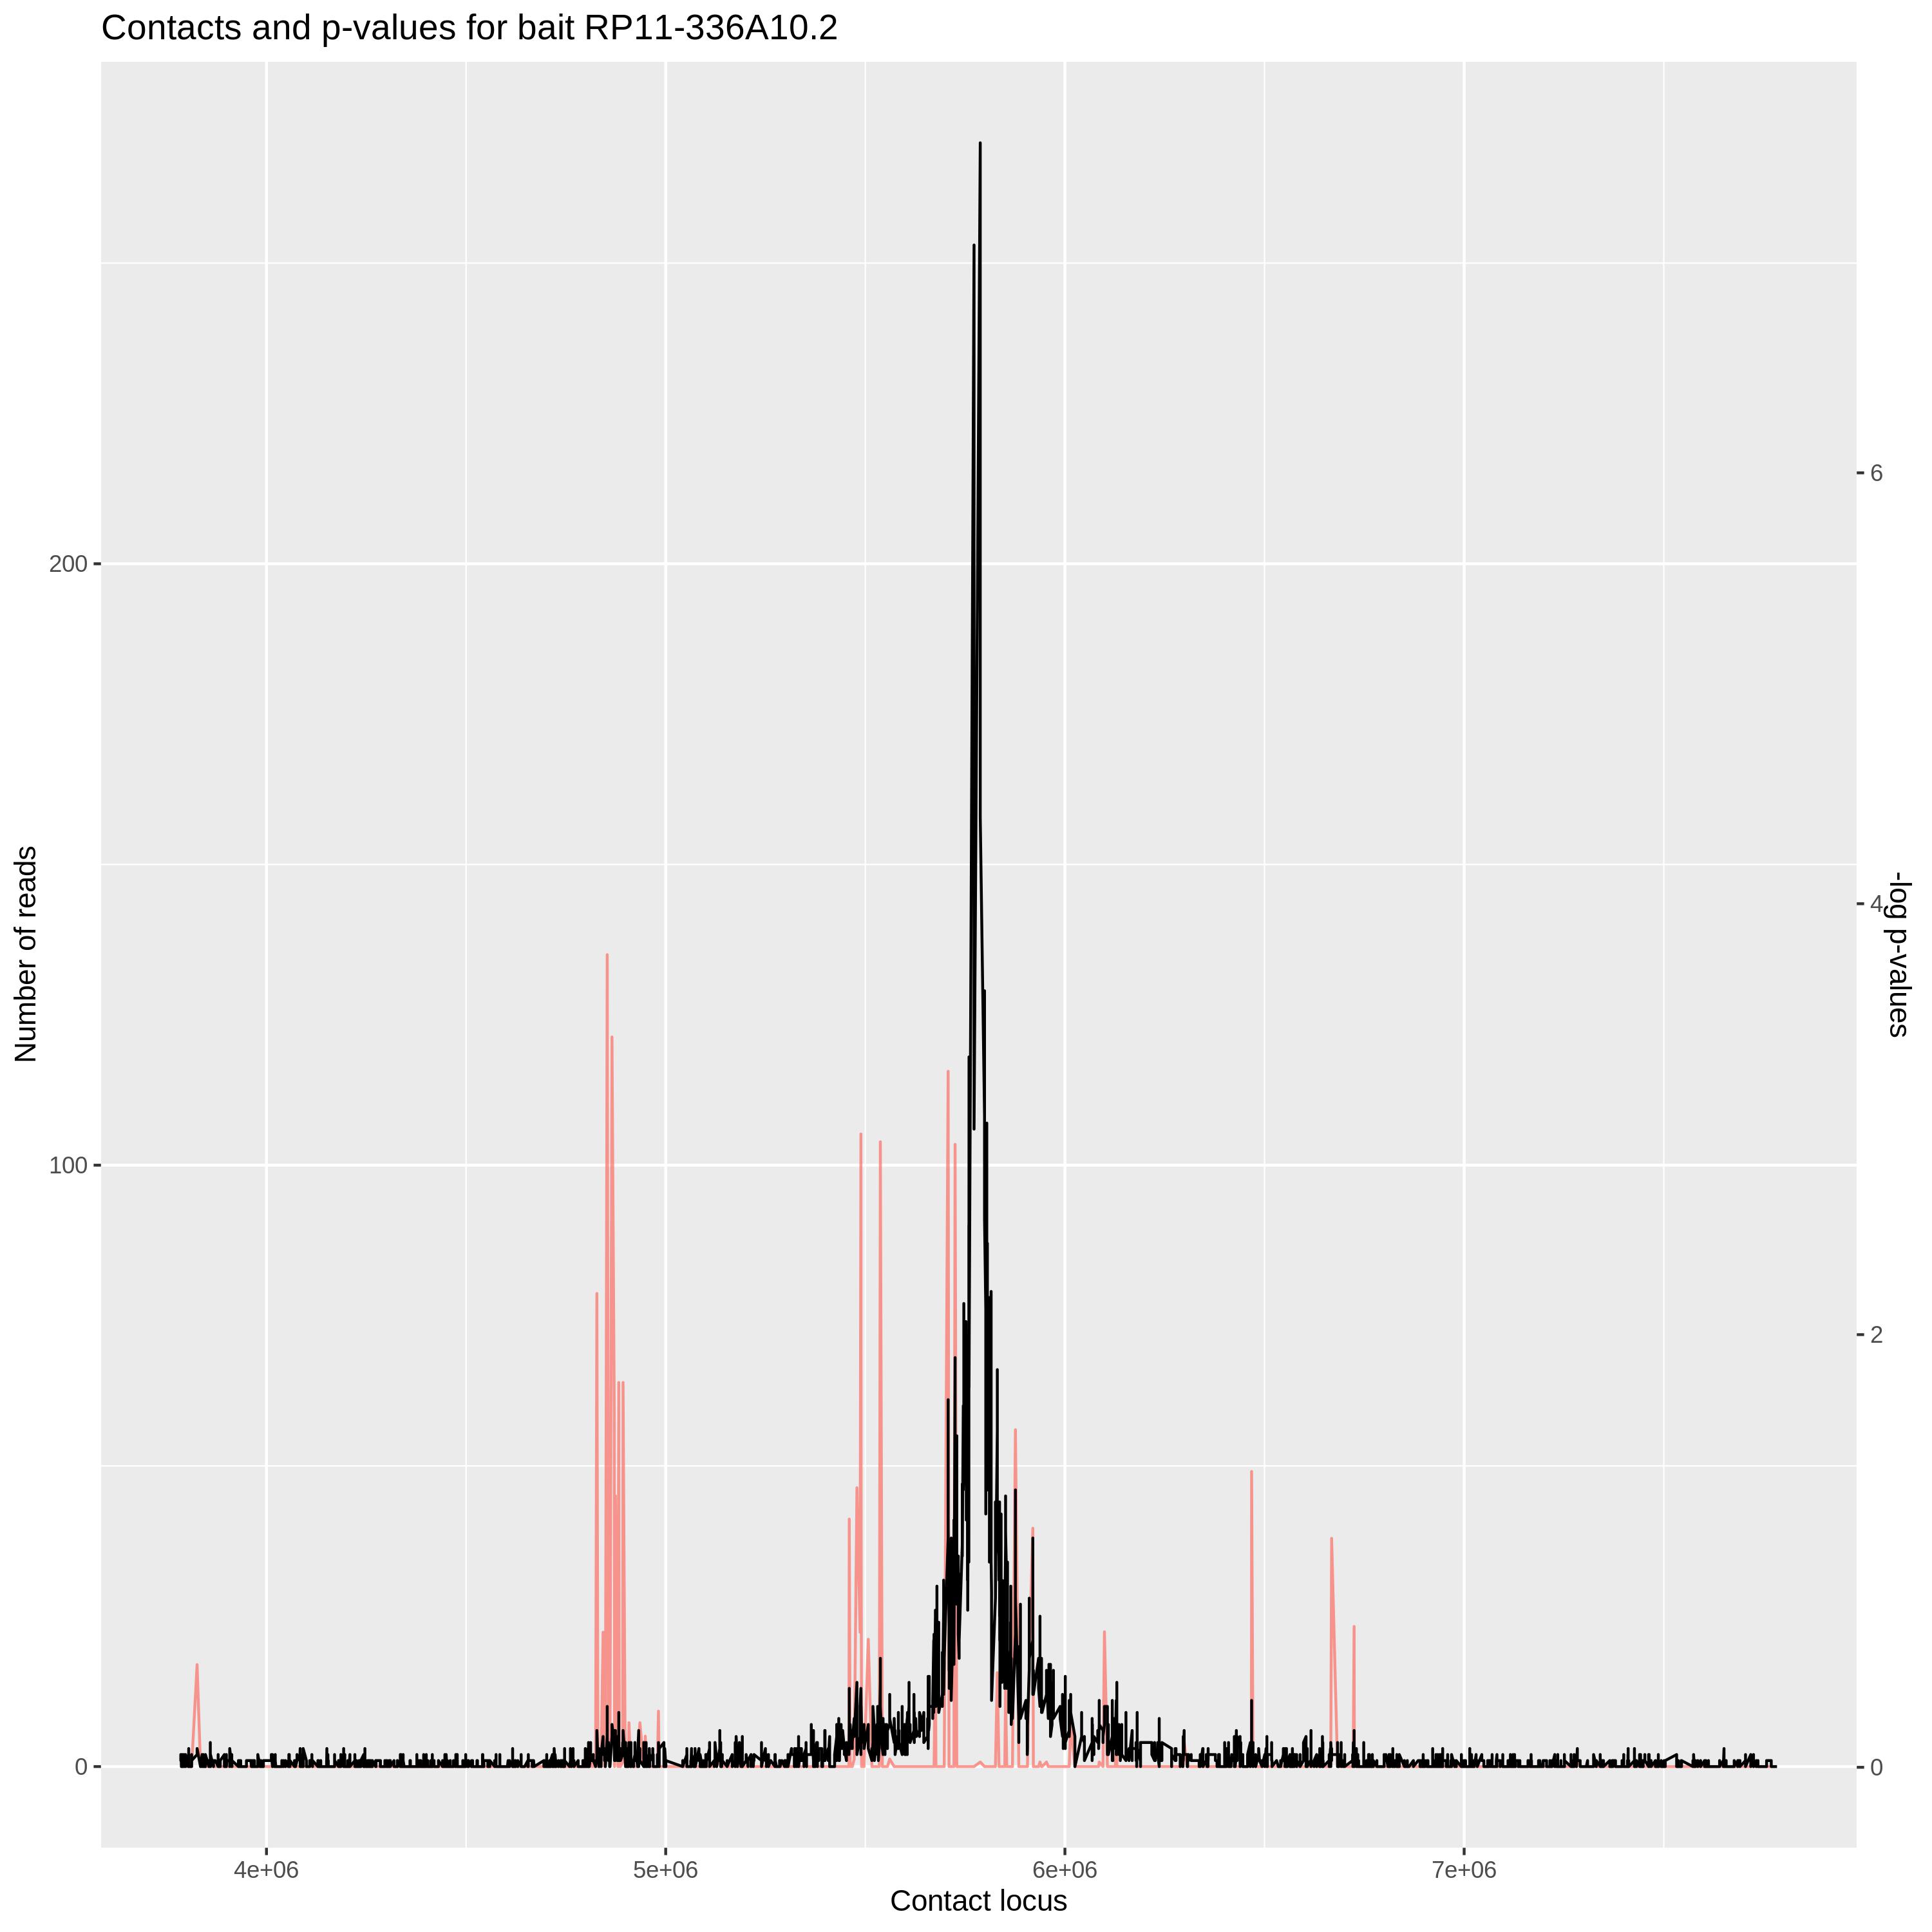 Contacts and p-values for bait RP11-336A10.2
Number of reads
200
100
0
6
4
2
0
-log p-values
4e+06 5e+06 6e+06 7e+06
Contact locus